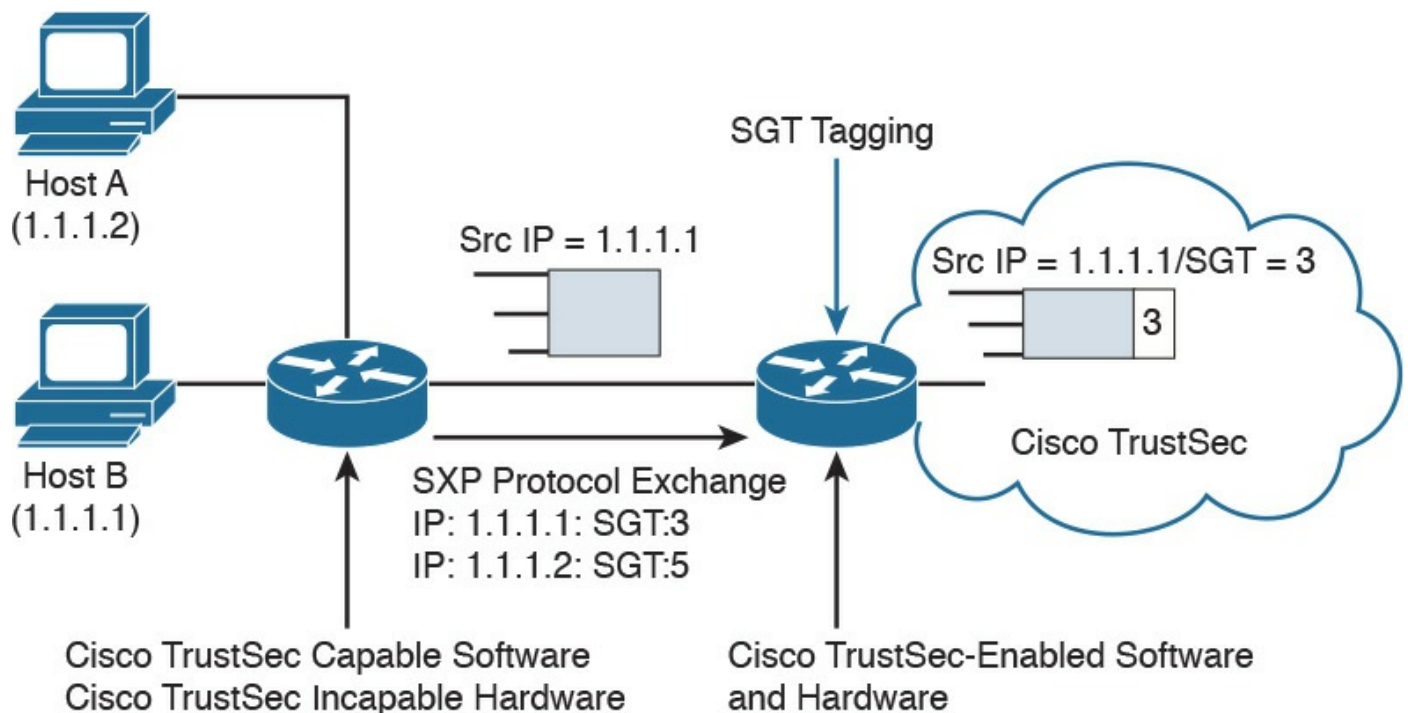 Host A
(1.1.1.2)
Host B
(1.1.1.1)
Src IP = 1.1.1.1
SXP Protocol Exchange
IP: 1.1.1.1: SGT:3
IP: 1.1.1.2: SGT:5
SGT Tagging
Src IP = 1.1.1.1/SGT = 3
3
Cisco TrustSec
Cisco TrustSec Capable Software
Cisco TrustSec Incapable Hardware
Cisco TrustSec-Enabled Software
and Hardware